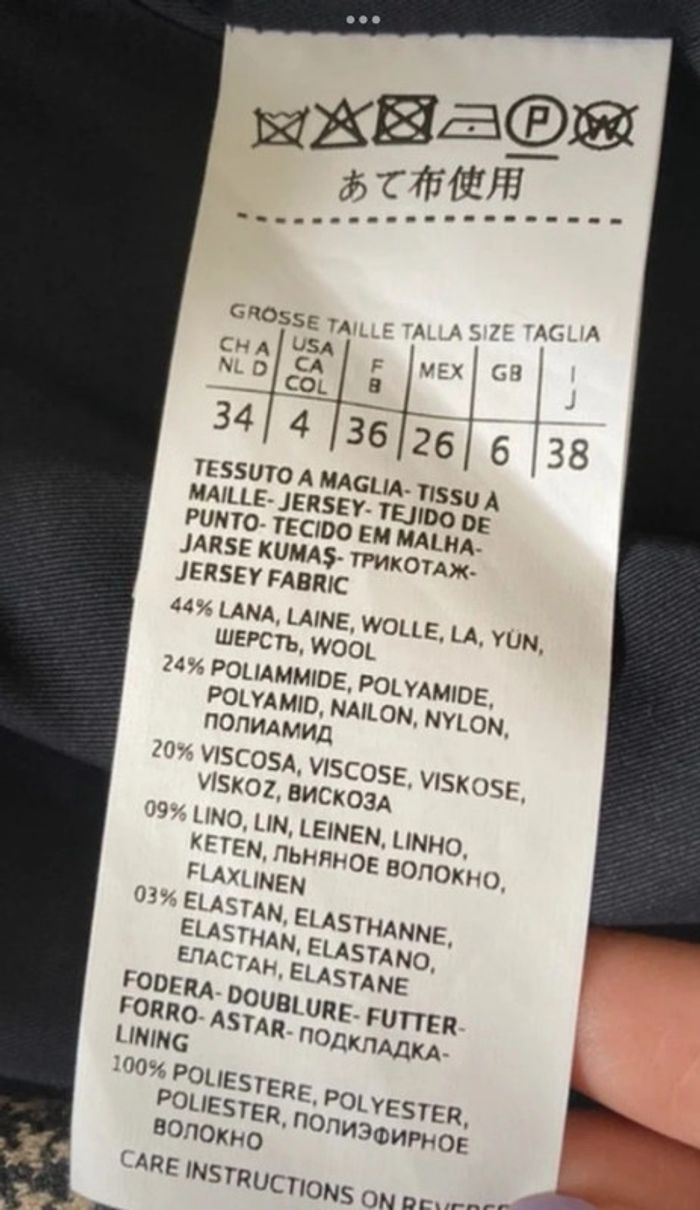 P W
あて布使用
GRÖSSE TAILLE TALLA SIZE TAGLIA
CH A NL D | USA CA COL | F B | MEX | GB | I J
34 | 4 | 36 | 26 | 6 | 38
TESSUTO A MAGLIA- TISSU À
MAILLE- JERSEY- TEJIDO DE
PUNTO- TECIDO EM MALHA-
JARSE KUMAŞ- ТРИКОТАЖ-
JERSEY FABRIC
44% LANA, LAINE, WOLLE, LA, YÜN,
ШЕРСТЬ, WOOL
24% POLIAMMIDE, POLYAMIDE,
POLYAMID, NAILON, NYLON,
ПОЛИАМИД
20% VISCOSA, VISCOSE, VISKOSE,
VİSKOZ, ВИСКОЗА
09% LINO, LIN, LEINEN, LINHO,
KETEN, ЛЬНЯНОЕ ВОЛОКНО,
FLAXLINEN
03% ELASTAN, ELASTHANNE,
ELASTHAN, ELASTANO,
ЕЛАСТАН, ELASTANE
FODERA- DOUBLURE- FUTTER-
FORRO- ASTAR- ПОДКЛАДКА-
LINING
100% POLIESTERE, POLYESTER,
POLIESTER, ПОЛИЭФИРНОЕ
ВОЛОКНО
CARE INSTRUCTIONS ON REVERSE